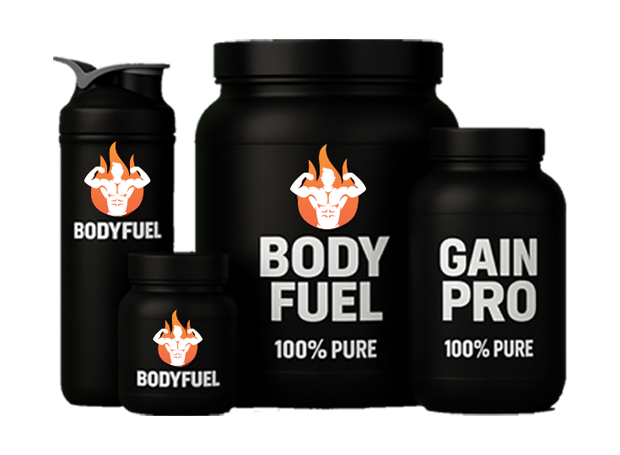 BODYFUEL
BODYFUEL
BODY
FUEL
100% PURE
GAIN
PRO
100% PURE